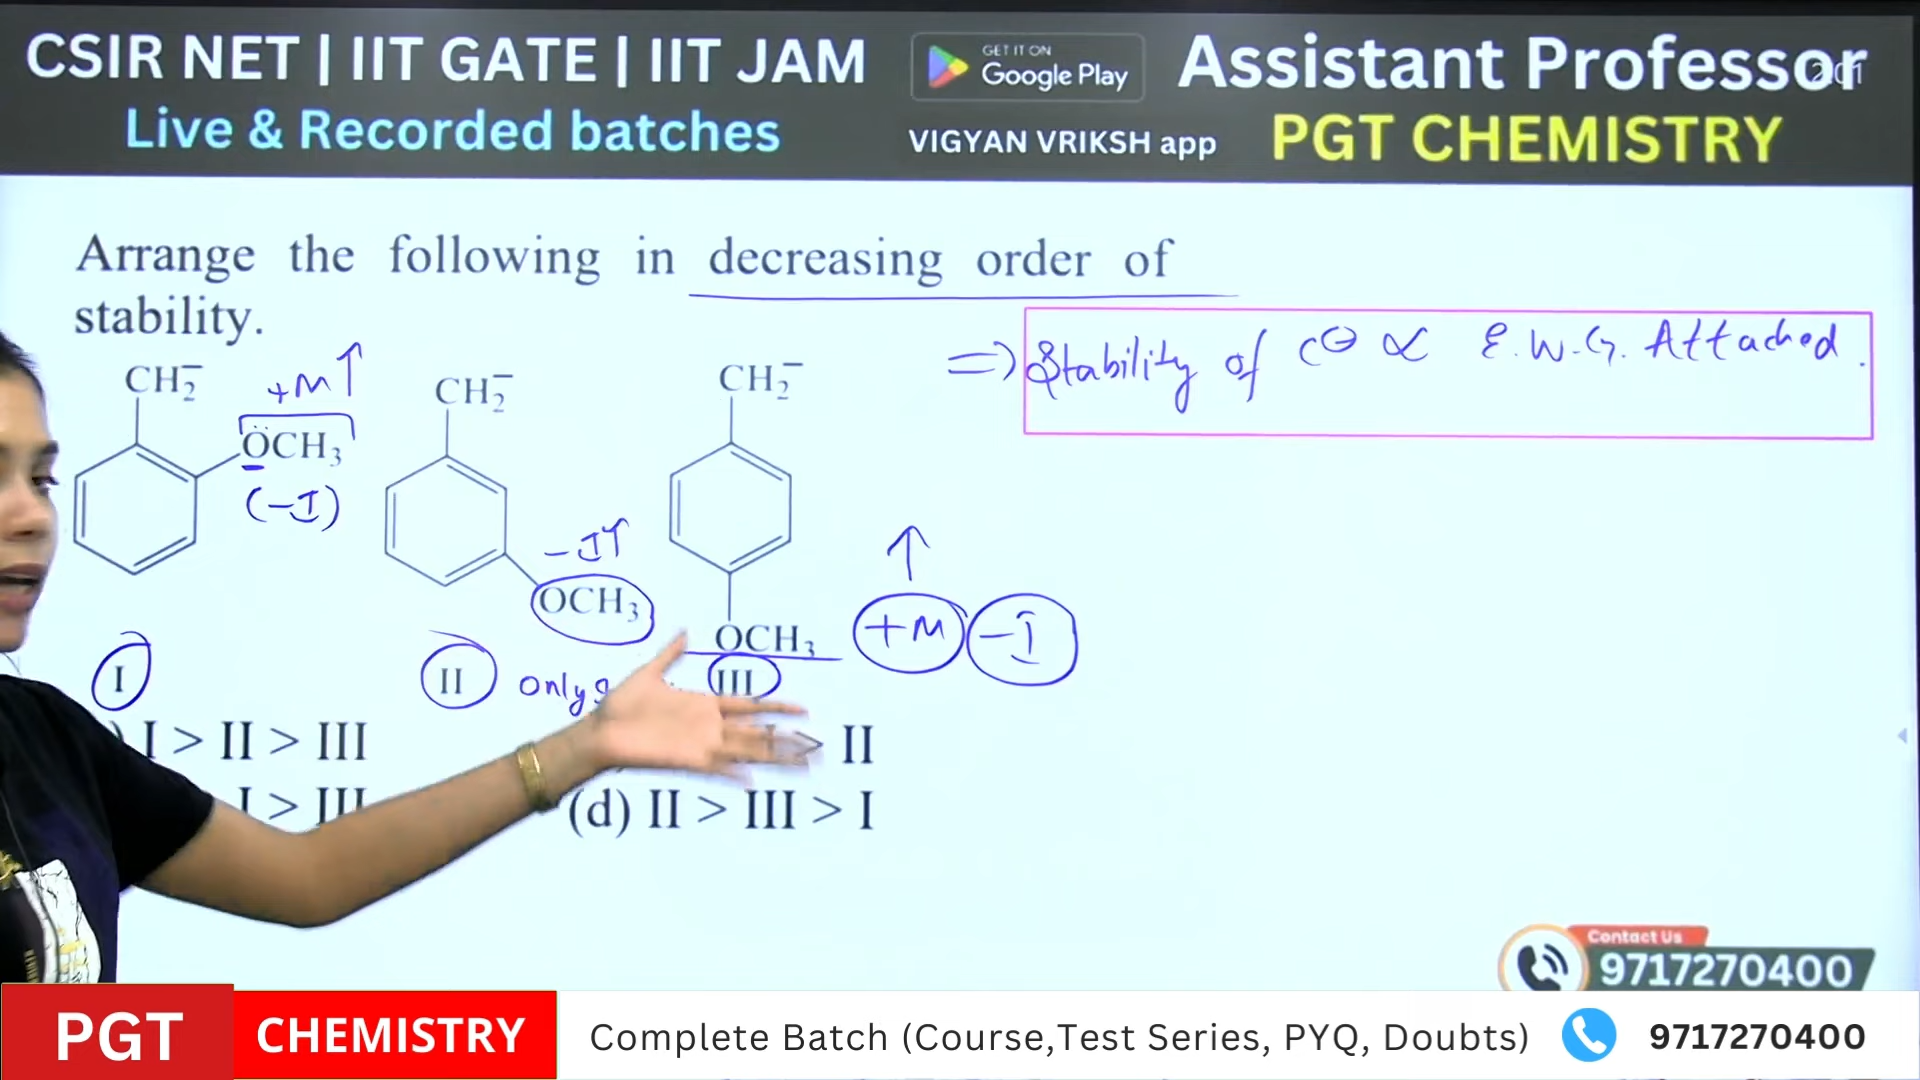 CSIR NET | IIT GATE | IIT JAM
Live & Recorded batches
GET IT ON
Google Play
VIGYAN VRIKSH app
Assistant Professor
PGT CHEMISTRY
Arrange the following in decreasing order of
stability.
⇒ Stability of C⊖ ∝ E.W.G. Attached.
CH₂⁻
+M↑
ÖCH₃
(-I)
I
CH₂⁻
-I↑
OCH₃
II only
CH₂⁻
OCH₃
III
↑
+M -I
) I > II > III
> II
I > III
(d) II > III > I
Contact Us
9717270400
PGT CHEMISTRY Complete Batch (Course,Test Series, PYQ, Doubts) 9717270400